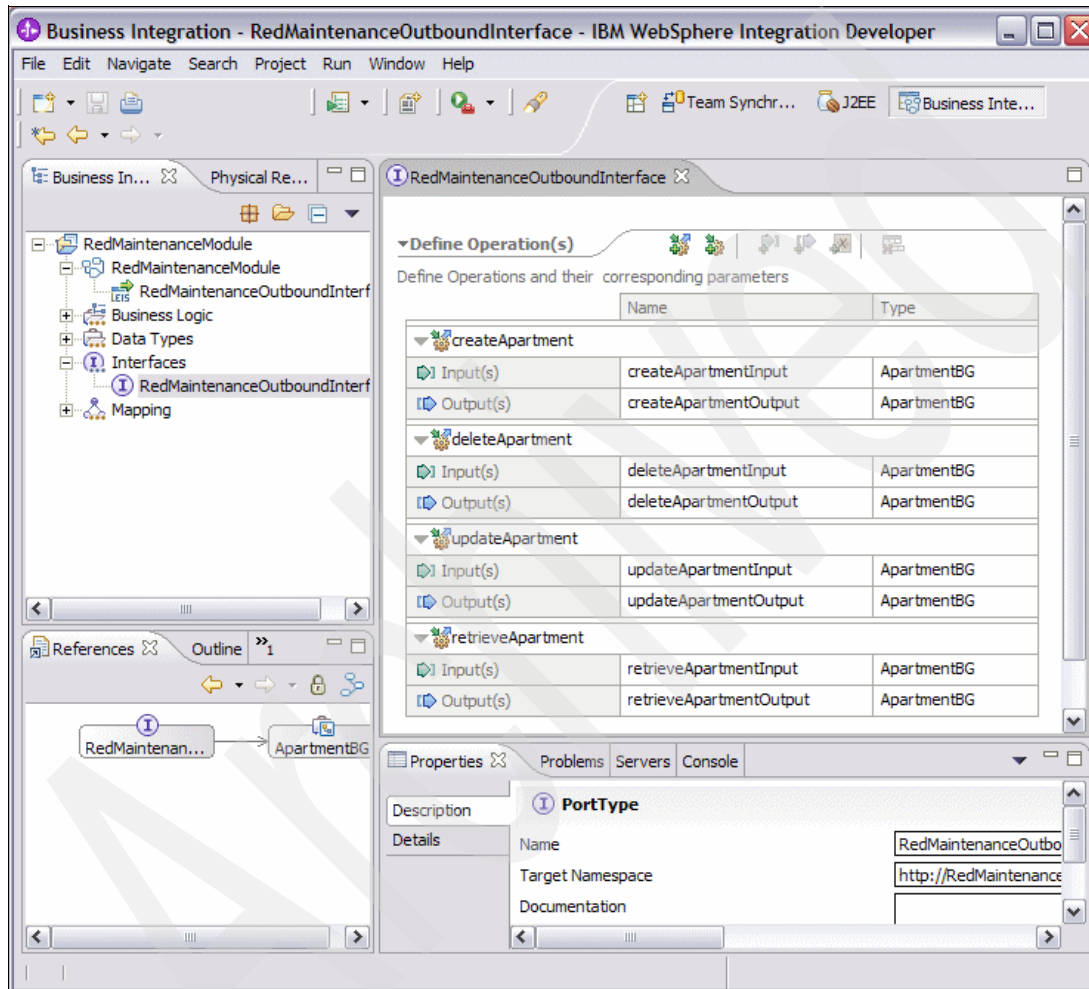 Business Integration - RedMaintenanceOutboundInterface - IBM WebSphere Integration Developer
File Edit Navigate Search Project Run Window Help
Team Synchr... J2EE Business Inte...
Business In... Physical Re...
RedMaintenanceModule
RedMaintenanceModule
RedMaintenanceOutboundInterf
Business Logic
Data Types
Interfaces
RedMaintenanceOutboundInterf
Mapping
References Outline »1
RedMaintenan... ApartmentBG
RedMaintenanceOutboundInterface
Define Operation(s)
Define Operations and their corresponding parameters
Name Type
createApartment
Input(s) createApartmentInput ApartmentBG
Output(s) createApartmentOutput ApartmentBG
deleteApartment
Input(s) deleteApartmentInput ApartmentBG
Output(s) deleteApartmentOutput ApartmentBG
updateApartment
Input(s) updateApartmentInput ApartmentBG
Output(s) updateApartmentOutput ApartmentBG
retrieveApartment
Input(s) retrieveApartmentInput ApartmentBG
Output(s) retrieveApartmentOutput ApartmentBG
Properties Problems Servers Console
Description
Details
PortType
Name RedMaintenanceOutbo
Target Namespace http://RedMaintenance
Documentation
Archived